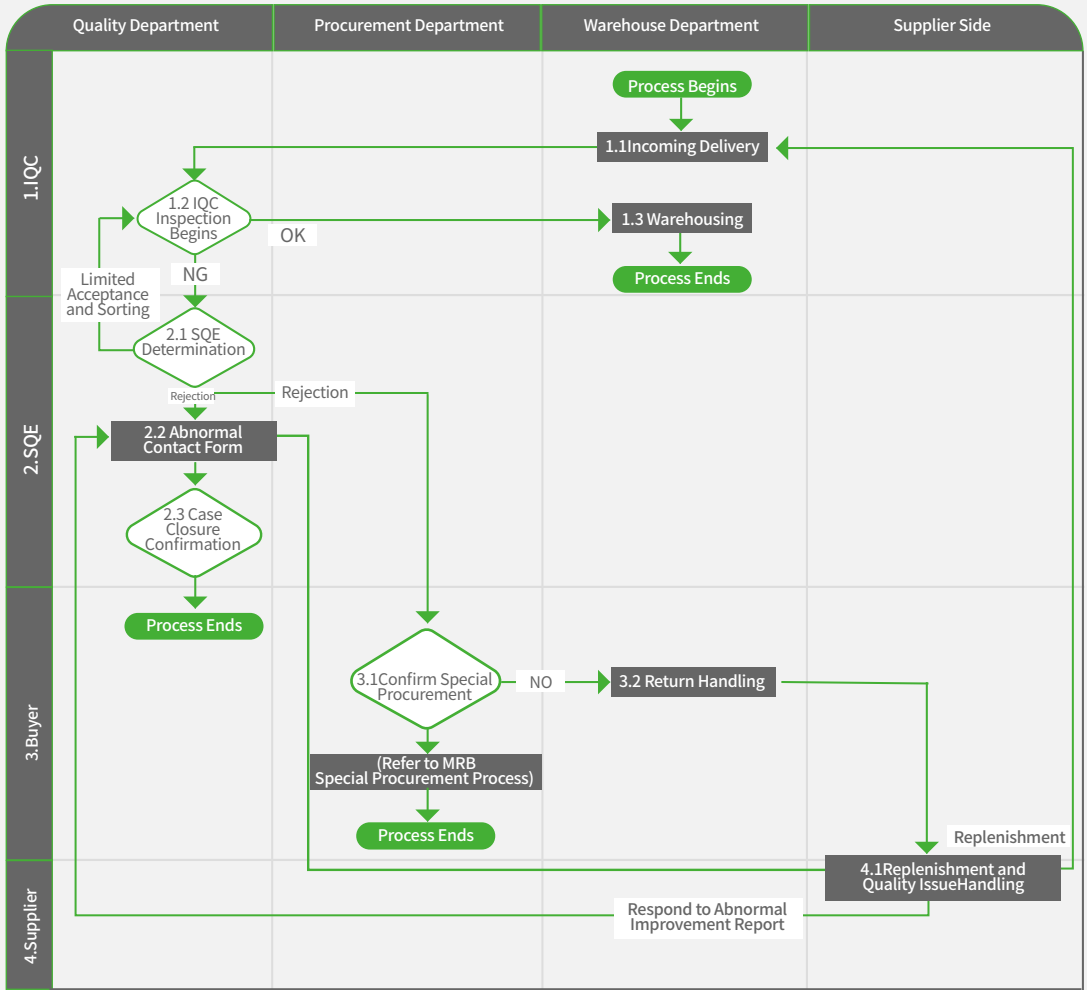 Quality Department
Procurement Department
Warehouse Department
Supplier Side
1.IQC
Process Begins
1.1Incoming Delivery
1.2 IQC
Inspection
Begins
OK
1.3 Warehousing
Process Ends
NG
Limited
Acceptance
and Sorting
2.SQE
2.1 SQE
Determination
Rejection
Rejection
2.2 Abnormal
Contact Form
2.3 Case
Closure
Confirmation
Process Ends
3.Buyer
3.1Confirm Special
Procurement
NO
3.2 Return Handling
(Refer to MRB
Special Procurement Process)
Process Ends
Replenishment
4.Supplier
4.1Replenishment and
Quality IssueHandling
Respond to Abnormal
Improvement Report